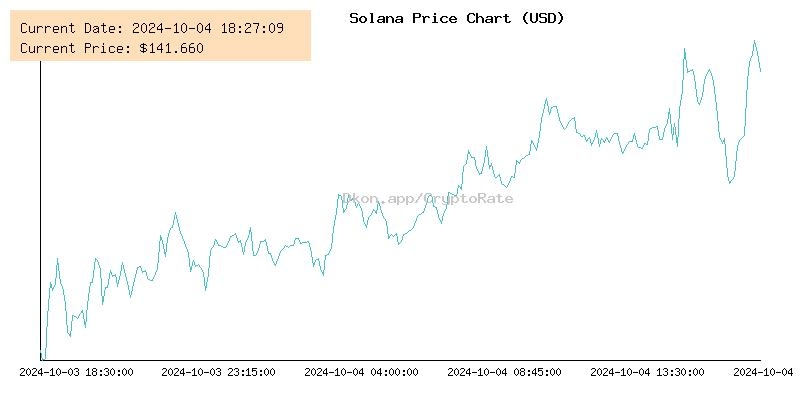 Solana Price Chart (USD)
Current Date: 2024-10-04 18:27:09
Current Price: $141.660
Dkon.app/CryptoRate
2024-10-03 18:30:00
2024-10-03 23:15:00
2024-10-04 04:00:00
2024-10-04 08:45:00
2024-10-04 13:30:00
2024-10-04